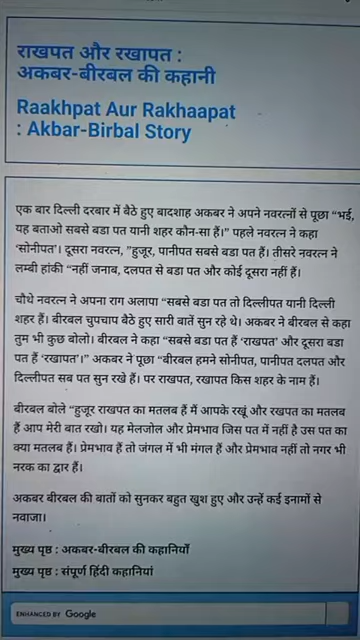 राखपत और रखापत :
अकबर-बीरबल की कहानी
Raakhpat Aur Rakhaapat
: Akbar-Birbal Story
एक बार दिल्ली दरबार में बैठे हुए बादशाह अकबर ने अपने नवरत्नों से पूछा “भई,
यह बताओ सबसे बडा पत यानी शहर कौन-सा हैं।” पहले नवरत्न ने कहा
‘सोनीपत’। दूसरा नवरत्न, ”हुजूर, पानीपत सबसे बडा पत हैं। तीसरे नवरत्न ने
लम्बी हांकी “नहीं जनाब, दलपत से बडा पत और कोई दूसरा नहीं हैं।
चौथे नवरत्न ने अपना राग अलापा “सबसे बडा पत तो दिल्लीपत यानी दिल्ली
शहर हैं। बीरबल चुपचाप बैठे हुए सारी बातें सुन रहे थे। अकबर ने बीरबल से कहा
तुम भी कुछ बोलो। बीरबल ने कहा “सबसे बडा पत हैं ‘राखपत’ और दूसरा बडा
पत हैं ‘रखापत’।” अकबर ने पूछा “बीरबल हमने सोनीपत, पानीपत दलपत और
दिल्लीपत सब पत सुन रखे हैं। पर राखपत, रखापत किस शहर के नाम हैं।
बीरबल बोले “हुजूर राखपत का मतलब हैं मैं आपके रखूं और रखपत का मतलब
हैं आप मेरी बात रखो। यह मेलजोल और प्रेमभाव जिस पत में नहीं है उस पत का
क्या मतलब हैं। प्रेमभाव हैं तो जंगल में भी मंगल हैं और प्रेमभाव नहीं तो नगर भी
नरक का द्वार हैं।
अकबर बीरबल की बातों को सुनकर बहुत खुश हुए और उन्हें कई इनामों से
नवाजा।
मुख्य पृष्ठ : अकबर-बीरबल की कहानियाँ
मुख्य पृष्ठ : संपूर्ण हिंदी कहानियां
ENHANCED BY Google